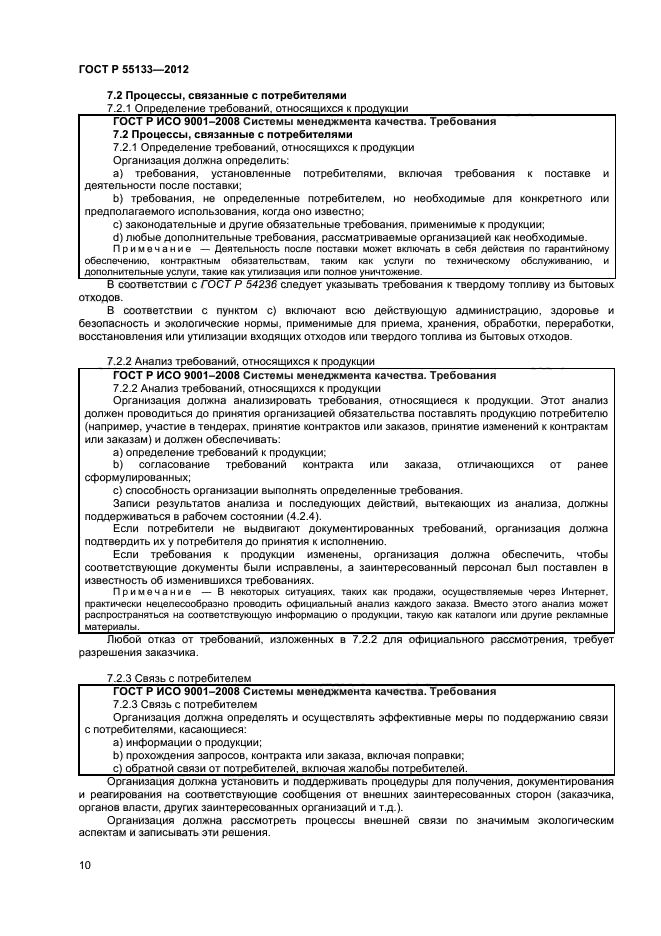 ГОСТ Р 55133—2012
7.2 Процессы, связанные с потребителями
7.2.1 Определение требований, относящихся к продукции
ГОСТ Р ИСО 9001–2008 Системы менеджмента качества. Требования
7.2 Процессы, связанные с потребителями
7.2.1 Определение требований, относящихся к продукции
Организация должна определить:
a) требования, установленные потребителями, включая требования к поставке и
деятельности после поставки;
b) требования, не определенные потребителем, но необходимые для конкретного или
предполагаемого использования, когда оно известно;
c) законодательные и другие обязательные требования, применимые к продукции;
d) любые дополнительные требования, рассматриваемые организацией как необходимые.
Примечание — Деятельность после поставки может включать в себя действия по гарантийному
обеспечению, контрактным обязательствам, таким как услуги по техническому обслуживанию, и
дополнительные услуги, такие как утилизация или полное уничтожение.
В соответствии с ГОСТ Р 54236 следует указывать требования к твердому топливу из бытовых
отходов.
В соответствии с пунктом c) включают всю действующую администрацию, здоровье и
безопасность и экологические нормы, применимые для приема, хранения, обработки, переработки,
восстановления или утилизации входящих отходов или твердого топлива из бытовых отходов.
7.2.2 Анализ требований, относящихся к продукции
ГОСТ Р ИСО 9001–2008 Системы менеджмента качества. Требования
7.2.2 Анализ требований, относящихся к продукции
Организация должна анализировать требования, относящиеся к продукции. Этот анализ
должен проводиться до принятия организацией обязательства поставлять продукцию потребителю
(например, участие в тендерах, принятие контрактов или заказов, принятие изменений к контрактам
или заказам) и должен обеспечивать:
a) определение требований к продукции;
b) согласование требований контракта или заказа, отличающихся от ранее
сформулированных;
c) способность организации выполнять определенные требования.
Записи результатов анализа и последующих действий, вытекающих из анализа, должны
поддерживаться в рабочем состоянии (4.2.4).
Если потребители не выдвигают документированных требований, организация должна
подтвердить их у потребителя до принятия к исполнению.
Если требования к продукции изменены, организация должна обеспечить, чтобы
соответствующие документы были исправлены, а заинтересованный персонал был поставлен в
известность об изменившихся требованиях.
Примечание — В некоторых ситуациях, таких как продажи, осуществляемые через Интернет,
практически нецелесообразно проводить официальный анализ каждого заказа. Вместо этого анализ может
распространяться на соответствующую информацию о продукции, такую как каталоги или другие рекламные
материалы.
Любой отказ от требований, изложенных в 7.2.2 для официального рассмотрения, требует
разрешения заказчика.
7.2.3 Связь с потребителем
ГОСТ Р ИСО 9001–2008 Системы менеджмента качества. Требования
7.2.3 Связь с потребителем
Организация должна определять и осуществлять эффективные меры по поддержанию связи
с потребителями, касающиеся:
a) информации о продукции;
b) прохождения запросов, контракта или заказа, включая поправки;
c) обратной связи от потребителей, включая жалобы потребителей.
Организация должна установить и поддерживать процедуры для получения, документирования
и реагирования на соответствующие сообщения от внешних заинтересованных сторон (заказчика,
органов власти, других заинтересованных организаций и т.д.).
Организация должна рассмотреть процессы внешней связи по значимым экологическим
аспектам и записывать эти решения.
10